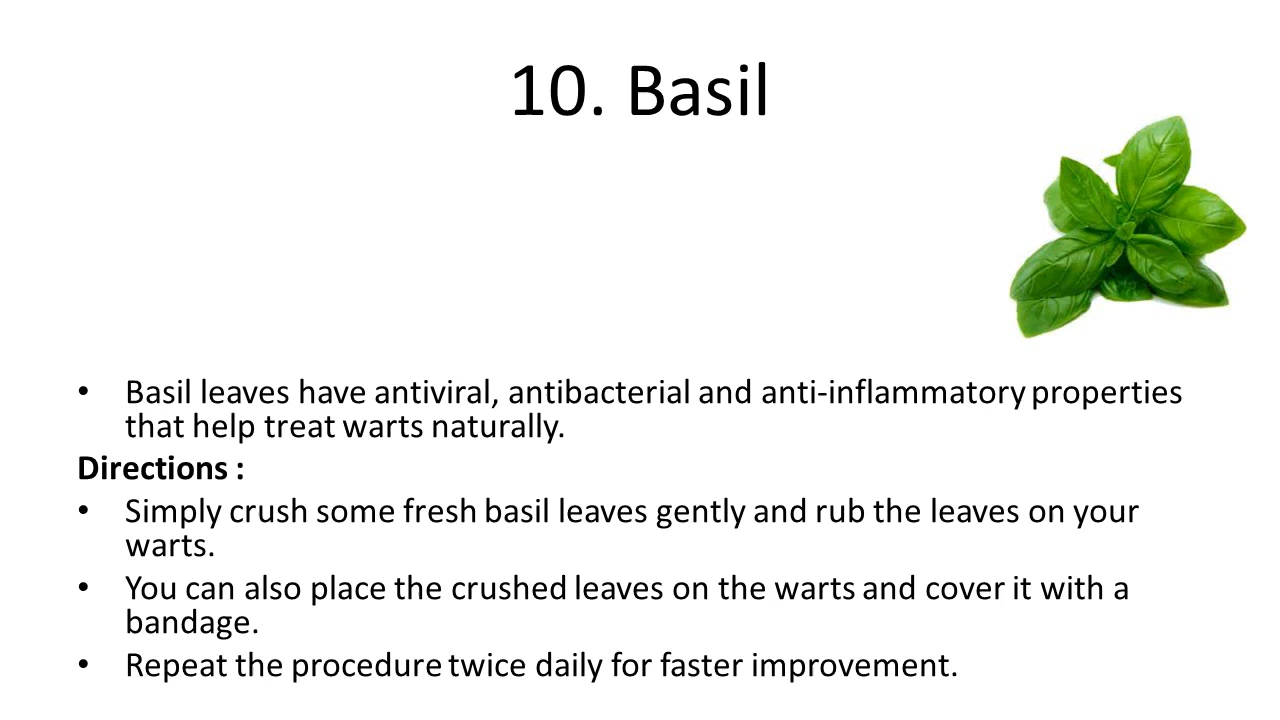 10. Basil
• Basil leaves have antiviral, antibacterial and anti-inflammatory properties
that help treat warts naturally.
Directions :
• Simply crush some fresh basil leaves gently and rub the leaves on your
warts.
• You can also place the crushed leaves on the warts and cover it with a
bandage.
• Repeat the procedure twice daily for faster improvement.